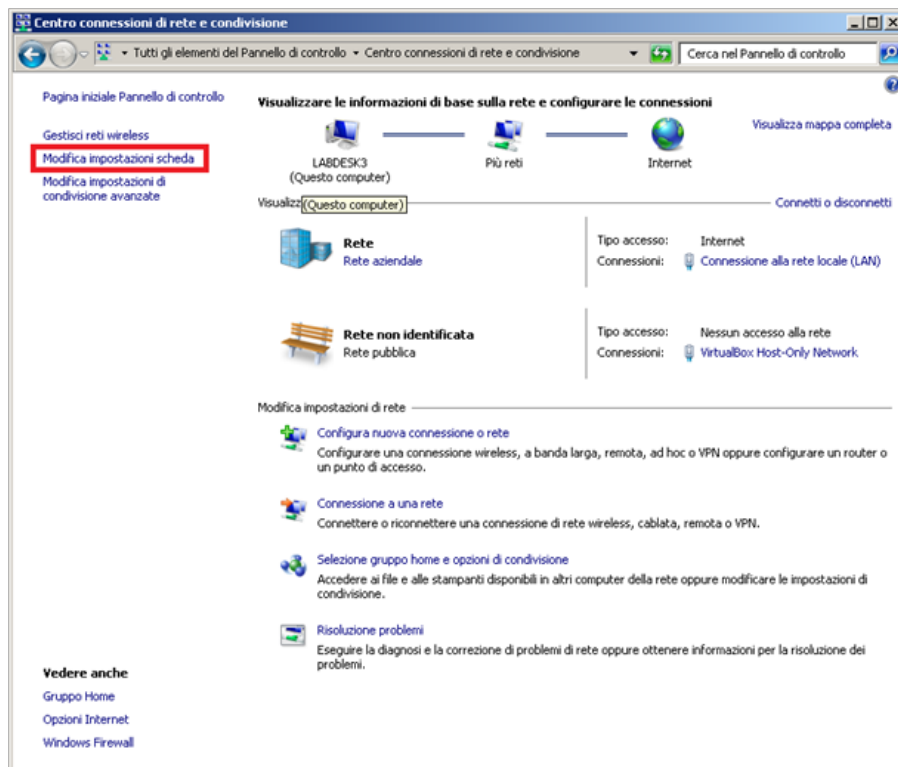 Centro connessioni di rete e condivisione
Tutti gli elementi del Pannello di controllo
Centro connessioni di rete e condivisione
Cerca nel Pannello di controllo
Pagina iniziale Pannello di controllo
Gestisci reti wireless
Modifica impostazioni scheda
Modifica impostazioni di
condivisione avanzate
Visualizzare le informazioni di base sulla rete e configurare le connessioni
Visualizza mappa completa
LABDESK3
(Questo computer)
Più reti
Internet
Visualizz
(Questo computer)
Connetti o disconnetti
Rete
Rete aziendale
Tipo accesso: Internet
Connessioni: Connessione alla rete locale (LAN)
Rete non identificata
Rete pubblica
Tipo accesso: Nessun accesso alla rete
Connessioni: VirtualBox Host-Only Network
Modifica impostazioni di rete
Configura nuova connessione o rete
Configurare una connessione wireless, a banda larga, remota, ad hoc o VPN oppure configurare un router o
un punto di accesso.
Connessione a una rete
Connettere o riconnettere una connessione di rete wireless, cablata, remota o VPN.
Selezione gruppo home e opzioni di condivisione
Accedere ai file e alle stampanti disponibili in altri computer della rete oppure modificare le impostazioni di
condivisione.
Risoluzione problemi
Eseguire la diagnosi e la correzione di problemi di rete oppure ottenere informazioni per la risoluzione dei
problemi.
Vedere anche
Gruppo Home
Opzioni Internet
Windows Firewall